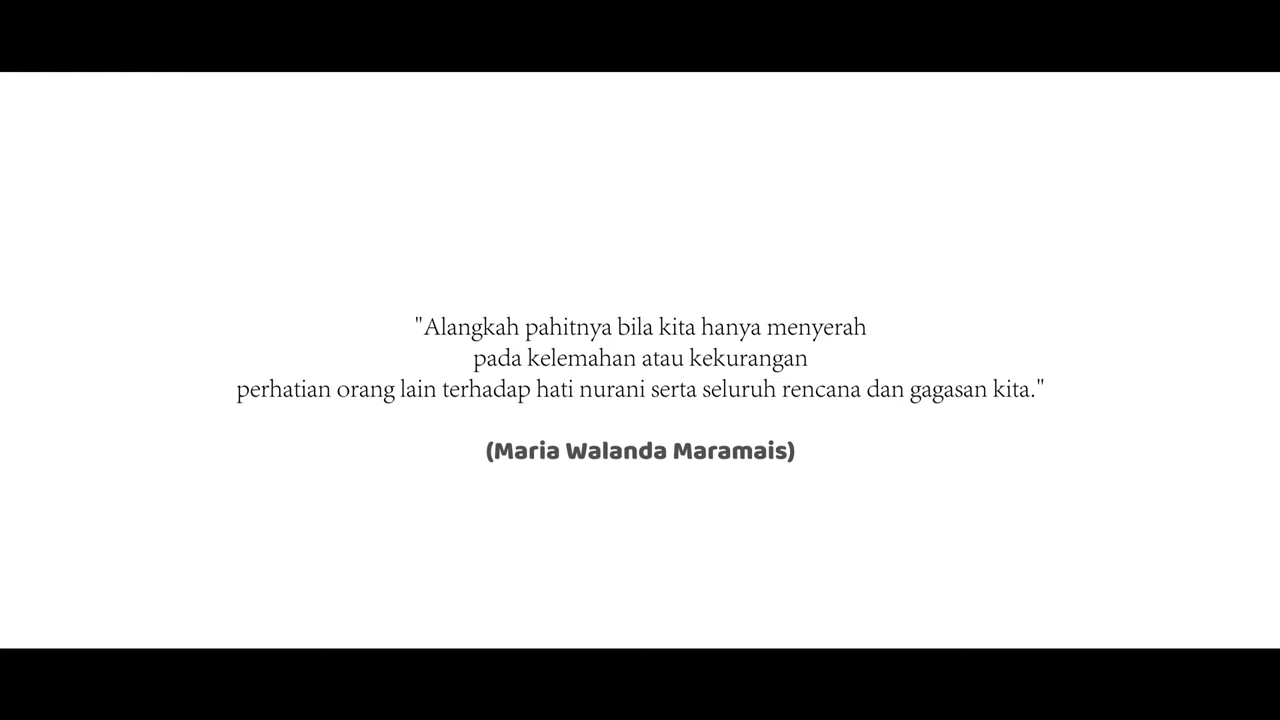 "Alangkah pahitnya bila kita hanya menyerah
pada kelemahan atau kekurangan
perhatian orang lain terhadap hati nurani serta seluruh rencana dan gagasan kita."
(Maria Walanda Maramais)